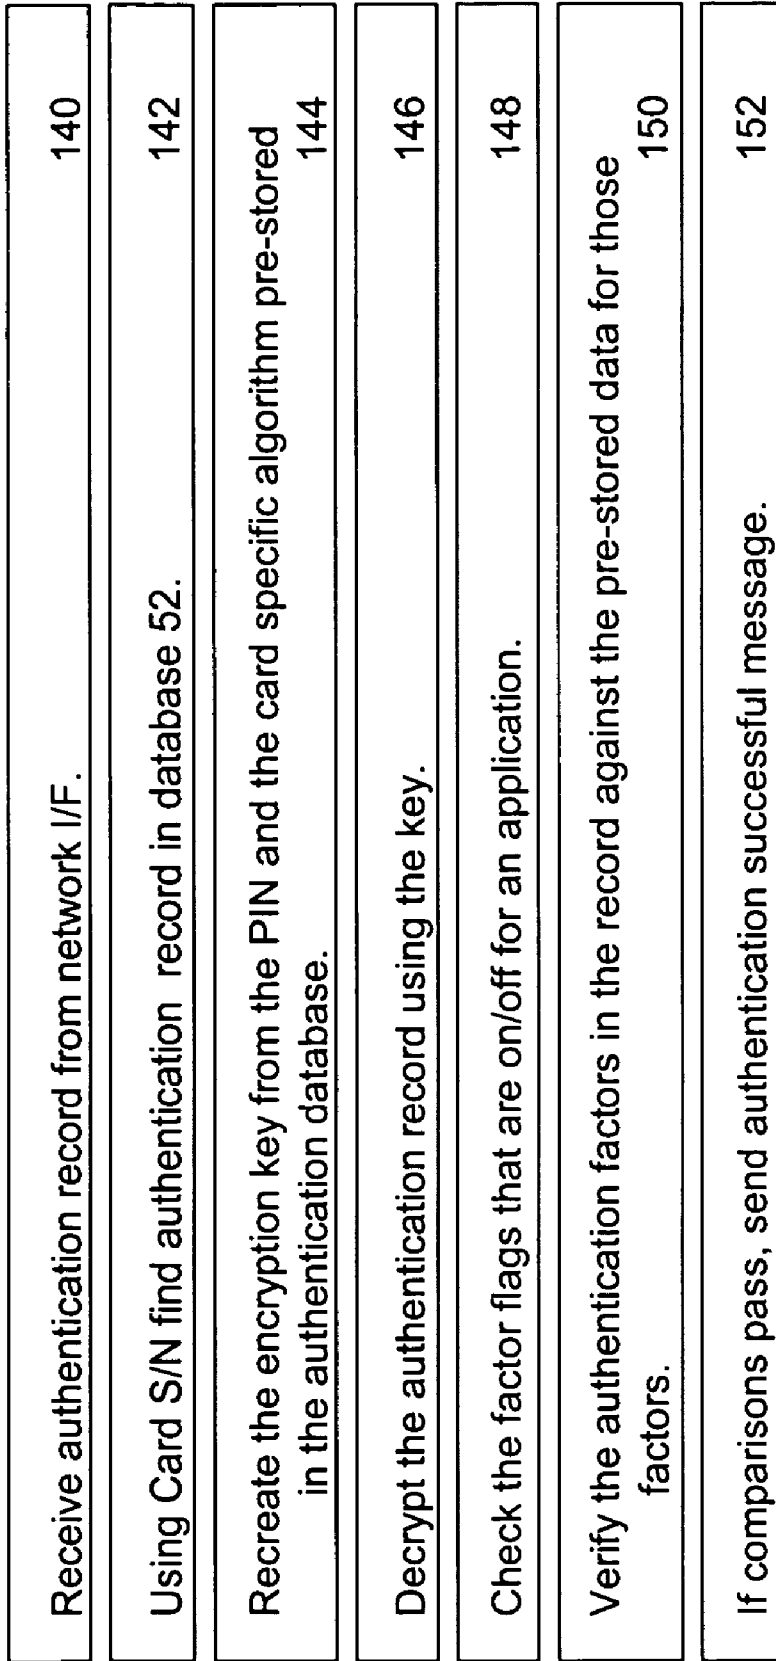 Receive authentication record from network I/F. 140
Using Card S/N find authentication record in database 52. 142
Recreate the encryption key from the PIN and the card specific algorithm pre-stored
in the authentication database. 144
Decrypt the authentication record using the key. 146
Check the factor flags that are on/off for an application. 148
Verify the authentication factors in the record against the pre-stored data for those
factors. 150
If comparisons pass, send authentication successful message. 152